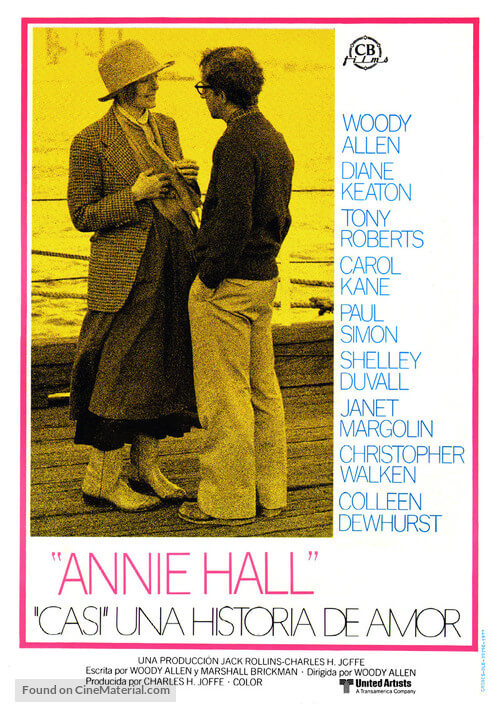 CB
films
WOODY
ALLEN
DIANE
KEATON
TONY
ROBERTS
CAROL
KANE
PAUL
SIMON
SHELLEY
DUVALL
JANET
MARGOLIN
CHRISTOPHER
WALKEN
COLLEEN
DEWHURST
"ANNIE HALL"
"CASI" UNA HISTORIA DE AMOR
UNA PRODUCCIÓN JACK ROLLINS-CHARLES H. JOFFE
Escrita por WOODY ALLEN y MARSHALL BRICKMAN · Dirigida por WOODY ALLEN
Producida por CHARLES H. JOFFE · COLOR
United Artists
A Transamerica Company
Found on CineMaterial.com